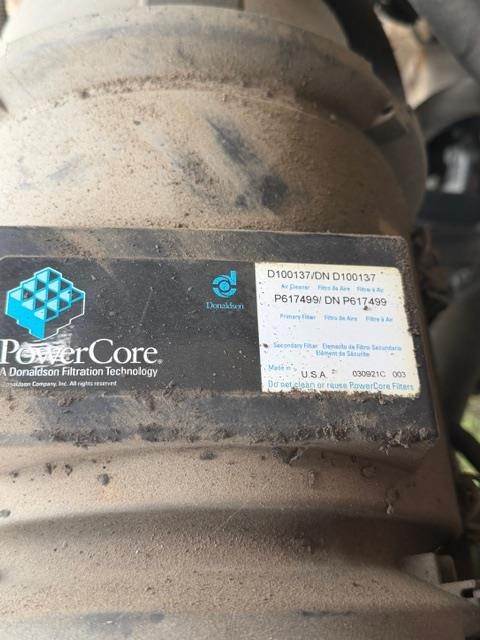 PowerCore®
A Donaldson Filtration Technology
Donaldson Company, Inc. All rights reserved
Donaldson
D100137/DN D100137
Air Cleaner Filtro de Aire Filtre à Air
P617499/ DN P617499
Primary Filter Filtro de Aire Filtre à Air
Secondary Filter Elemento de Filtro Secundario
Elément de Sécurité
Made in U.S.A 030921C 003
Do not clean or reuse PowerCore Filters